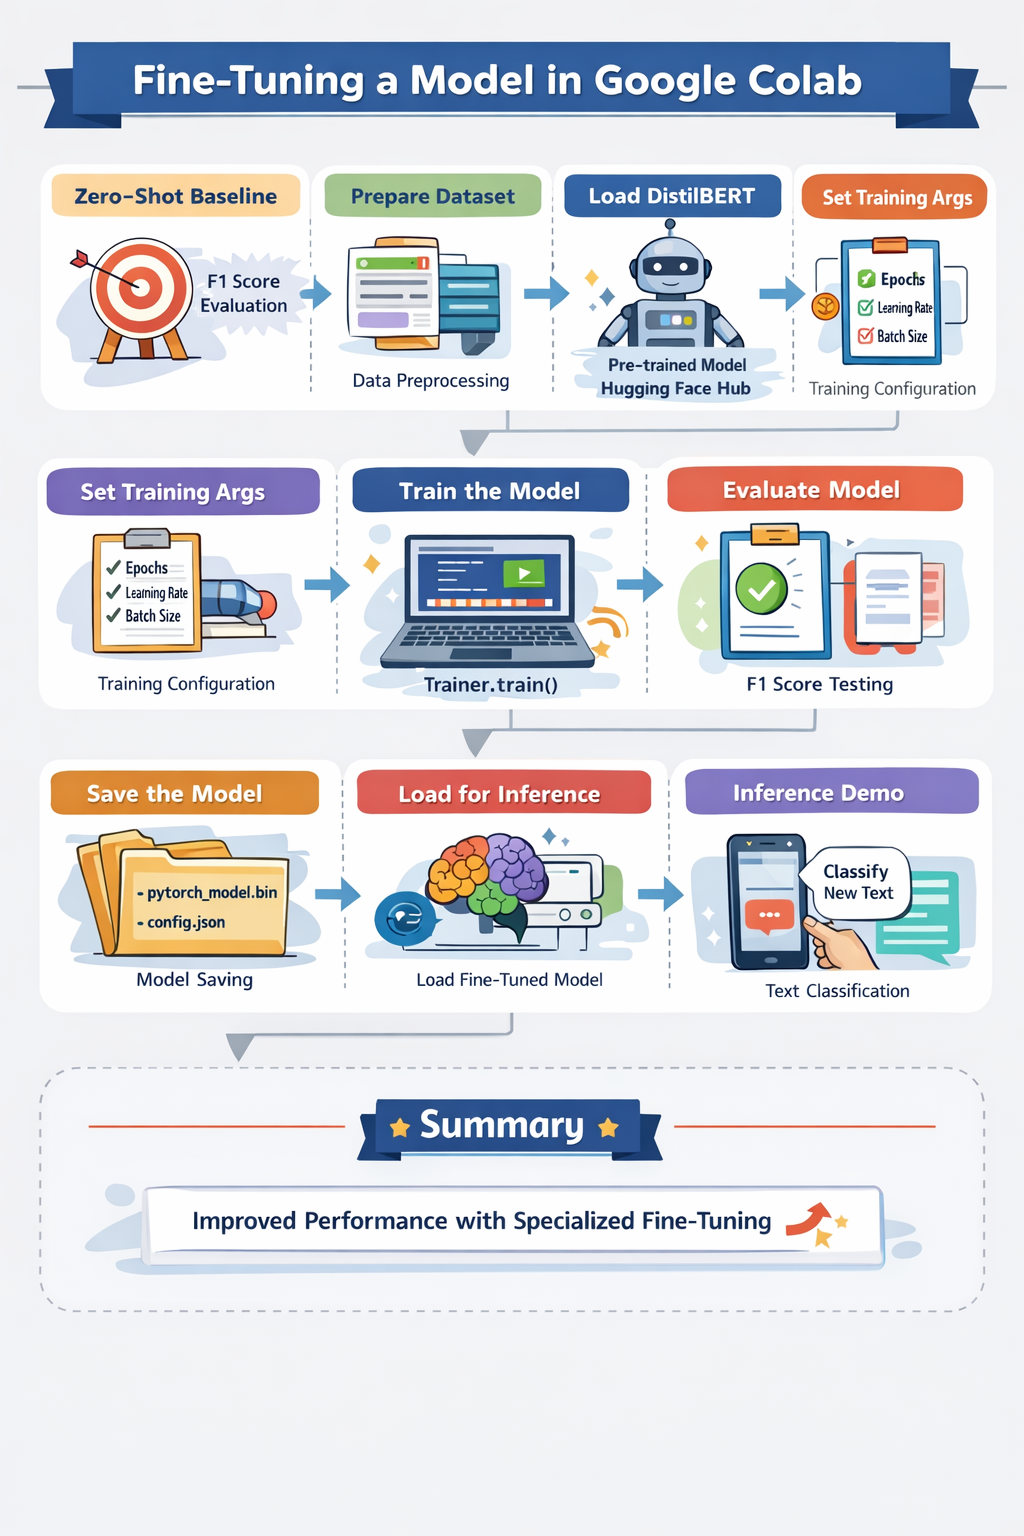 Fine-Tuning a Model in Google Colab
Zero-Shot Baseline
F1 Score
Evaluation
Prepare Dataset
Data Preprocessing
Load DistilBERT
Pre-trained Model
Hugging Face Hub
Set Training Args
Epochs
Learning Rate
Batch Size
Training Configuration
Set Training Args
Epochs
Learning Rate
Batch Size
Training Configuration
Train the Model
Trainer.train()
Evaluate Model
F1 Score Testing
Save the Model
- pytorch_model.bin
- config.json
Model Saving
Load for Inference
Load Fine-Tuned Model
Inference Demo
Classify
New Text
Text Classification
Summary
Improved Performance with Specialized Fine-Tuning